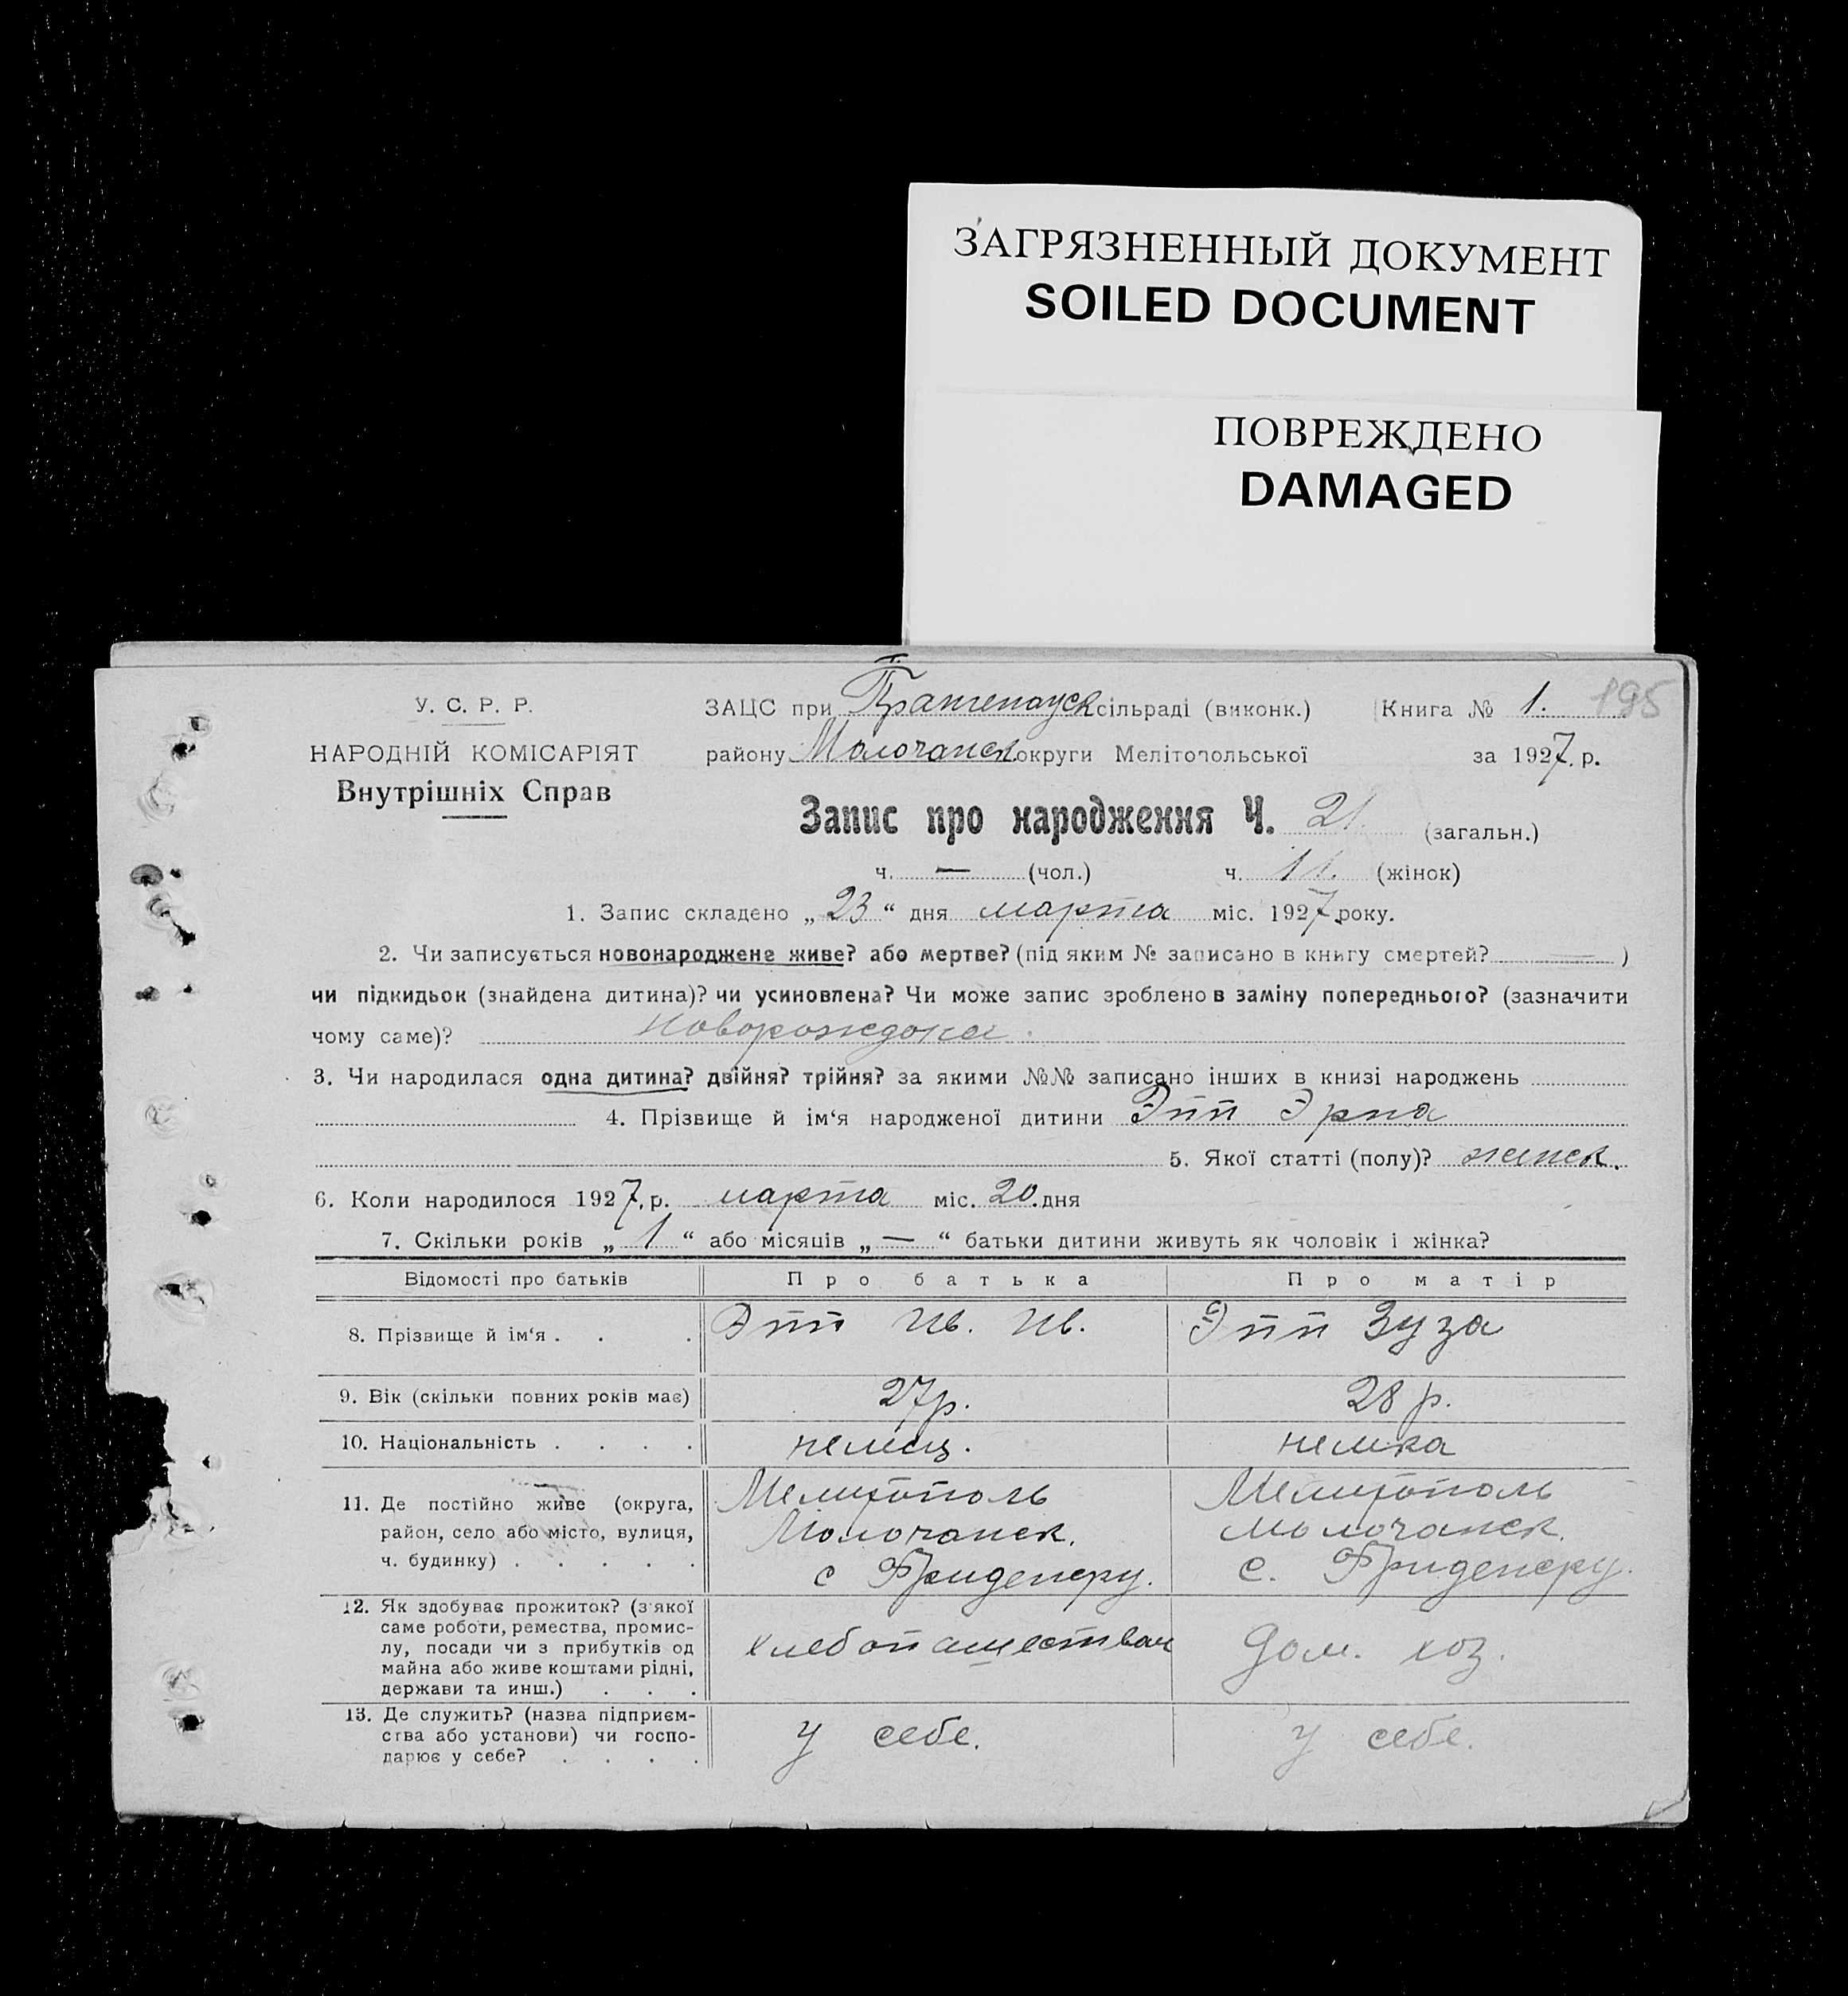 ЗАГРЯЗНЕННЫЙ ДОКУМЕНТ
SOILED DOCUMENT
ПОВРЕЖДЕНО
DAMAGED
У. С. Р. Р.
НАРОДНІЙ КОМІСАРІЯТ
Внутрішніх Справ
ЗАЦС при сільраді (виконк.) Книга № 1. 195
району Молочанск округи Мелітопольської за 1927. р.
Запис про народження Ч. 21 (загальн.)
ч. — (чол.) ч. 11. (жінок)
1. Запис складено „23“ дня марта міс. 1927 року.
2. Чи записується новонароджене живе? або мертве? (під яким № записано в книгу смертей? — )
чи підкидьок (знайдена дитина)? чи усиновлена? Чи може запис зроблено в заміну попереднього? (зазначити
чому саме)?
3. Чи народилася одна дитина? двійня? трійня? за якими №№ записано інших в книзі народжень
4. Прізвище й ім‘я народженої дитини Эпп Эрна
5. Якої статті (полу)? женск.
6. Коли народилося 1927. р. марта міс. 20. дня
7. Скільки років „1“ або місяців „—“ батьки дитини живуть як чоловік і жінка?
Відомості про батьків Про батька Про матір
8. Прізвище й ім‘я . . . Эпп Ив. Ив. Эпп Зуза
9. Вік (скільки повних років має) 27 р. 28 р.
10. Національність . . . . немец. немка
11. Де постійно живе (округа,
район, село або місто, вулиця,
ч. будинку) . . . . .
Мелитополь
Молочанск.
с Фриденсру.
Мелитополь
Молочанск.
с. Фриденсру.
12. Як здобуває прожиток? (з якої
саме роботи, ремества, промис-
лу, посади чи з прибутків од
майна або живе коштами рідні,
держави та инш.) . . .
Дом. хоз.
13. Де служить? (назва підприєм-
ства або установи) чи госпо-
дарює у себе? . . . .
у себе.
у себе.